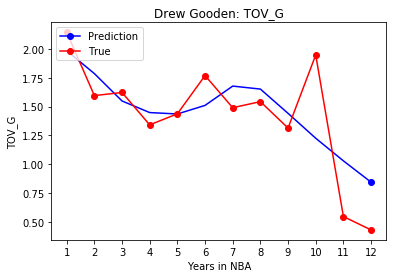 Drew Gooden: TOV_G
Prediction
True
TOV_G
2.00
1.75
1.50
1.25
1.00
0.75
0.50
1 2 3 4 5 6 7 8 9 10 11 12
Years in NBA